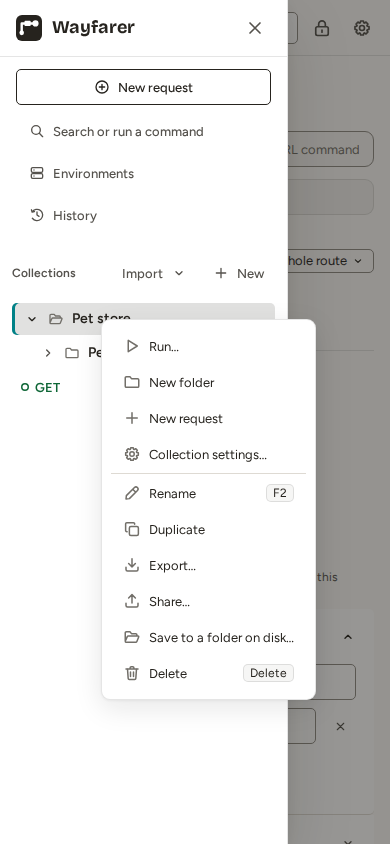 Wayfarer
New request
Search or run a command
Environments
History
Collections
Import
New
Pet store
Pe
GET
RL command
hole route
this
Run...
New folder
New request
Collection settings...
Rename
F2
Duplicate
Export...
Share...
Save to a folder on disk...
Delete
Delete